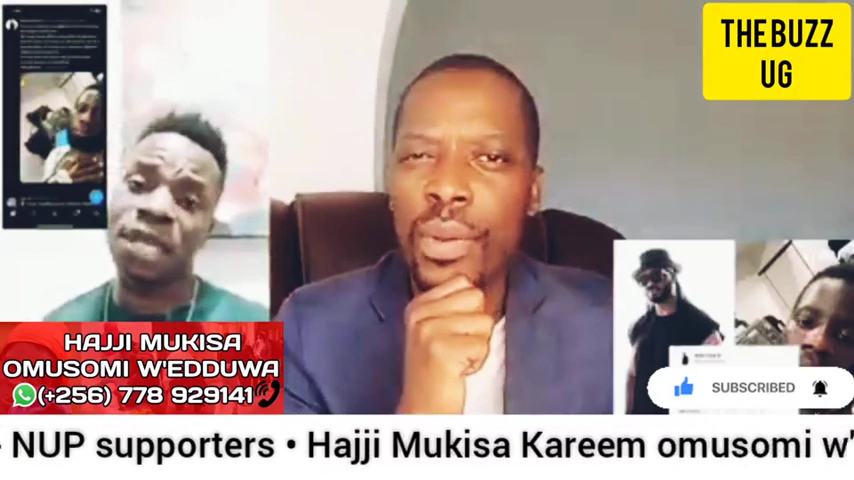 THE BUZZ
UG
HAJJI MUKISA
OMUSOMI W'EDDUWA
(+256) 778 929141
SUBSCRIBED
NUP supporters • Hajji Mukisa Kareem omusomi w'